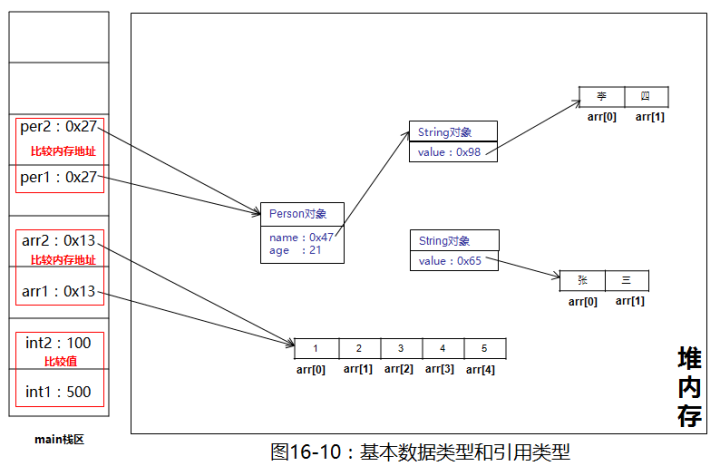 per2：0x27
比较内存地址
per1：0x27
arr2：0x13
比较内存地址
arr1：0x13
int2：100
比较值
int1：500
main栈区
Person对象
name：0x47
age ：21
String对象
value：0x98
李 四
arr[0] arr[1]
String对象
value：0x65
张 三
arr[0] arr[1]
1 2 3 4 5
arr[0] arr[1] arr[2] arr[3] arr[4]
堆内存
图16-10：基本数据类型和引用类型